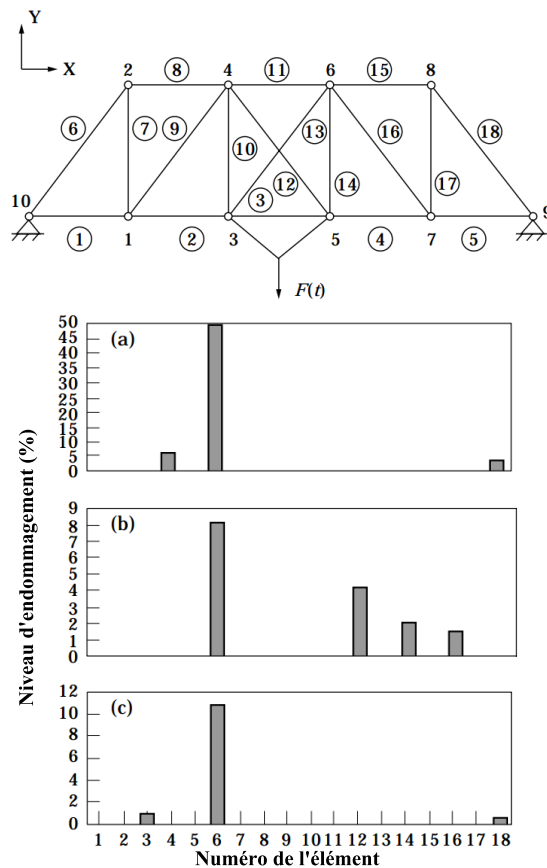 Y
X
2 8 4 11 6 15 8
6 7 9 10 13 16 18
3 12 14 17
10 9
1 1 2 3 5 4 7 5
F(t)
Niveau d'endommagement (%)
(a)
50
45
40
35
30
25
20
15
10
5
0
(b)
9
8
7
6
5
4
3
2
1
0
(c)
12
10
8
6
4
2
0
1 2 3 4 5 6 7 8 9 10 11 12 13 14 15 16 17 18
Numéro de l'élément